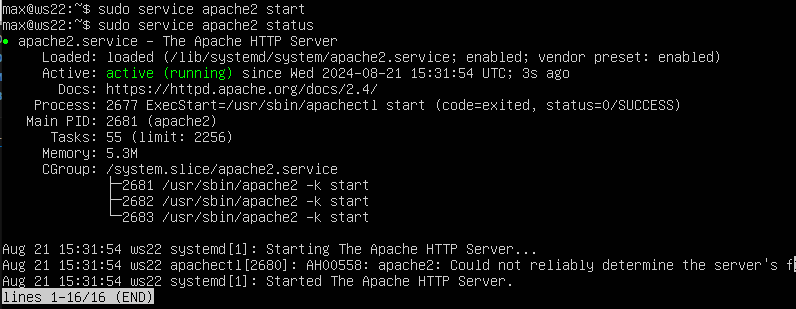 max@ws22:~$ sudo service apache2 start
max@ws22:~$ sudo service apache2 status
● apache2.service – The Apache HTTP Server
Loaded: loaded (/lib/systemd/system/apache2.service; enabled; vendor preset: enabled)
Active: active (running) since Wed 2024-08-21 15:31:54 UTC; 3s ago
Docs: https://httpd.apache.org/docs/2.4/
Process: 2677 ExecStart=/usr/sbin/apachectl start (code=exited, status=0/SUCCESS)
Main PID: 2681 (apache2)
Tasks: 55 (limit: 2256)
Memory: 5.3M
CGroup: /system.slice/apache2.service
├─2681 /usr/sbin/apache2 -k start
├─2682 /usr/sbin/apache2 -k start
└─2683 /usr/sbin/apache2 -k start
Aug 21 15:31:54 ws22 systemd[1]: Starting The Apache HTTP Server...
Aug 21 15:31:54 ws22 apachectl[2680]: AH00558: apache2: Could not reliably determine the server's f
Aug 21 15:31:54 ws22 systemd[1]: Started The Apache HTTP Server.
lines 1-16/16 (END)